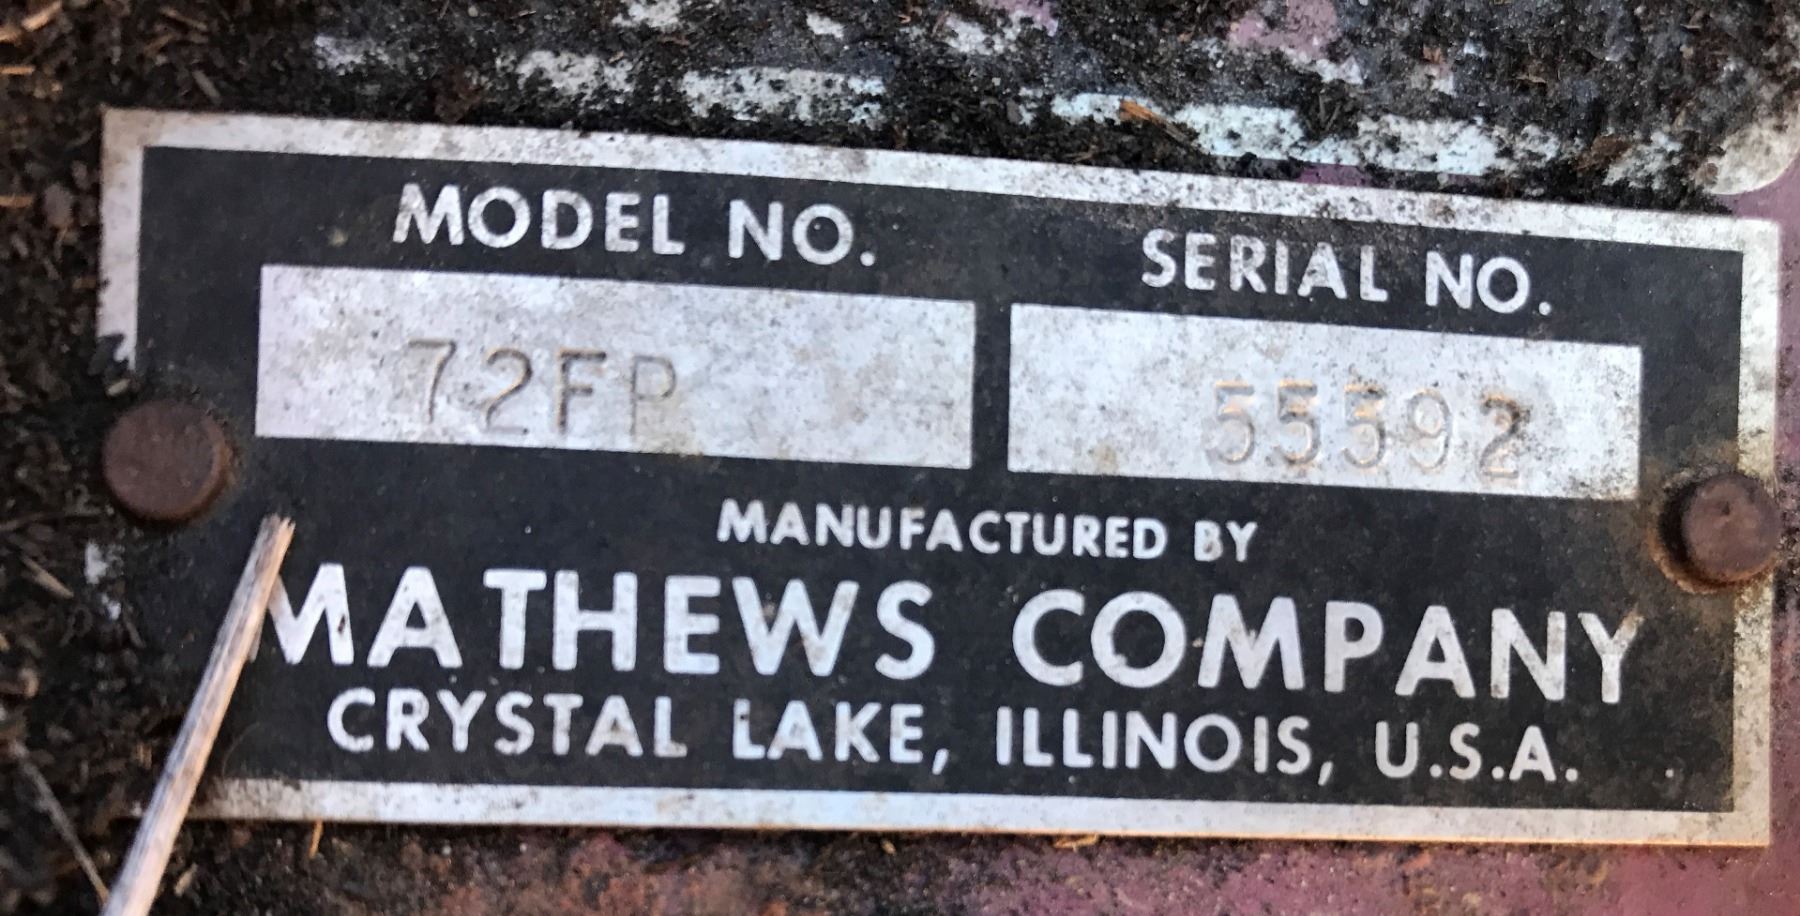 MODEL NO. SERIAL NO.
72FP 55592
MANUFACTURED BY
MATHEWS COMPANY
CRYSTAL LAKE, ILLINOIS, U.S.A.